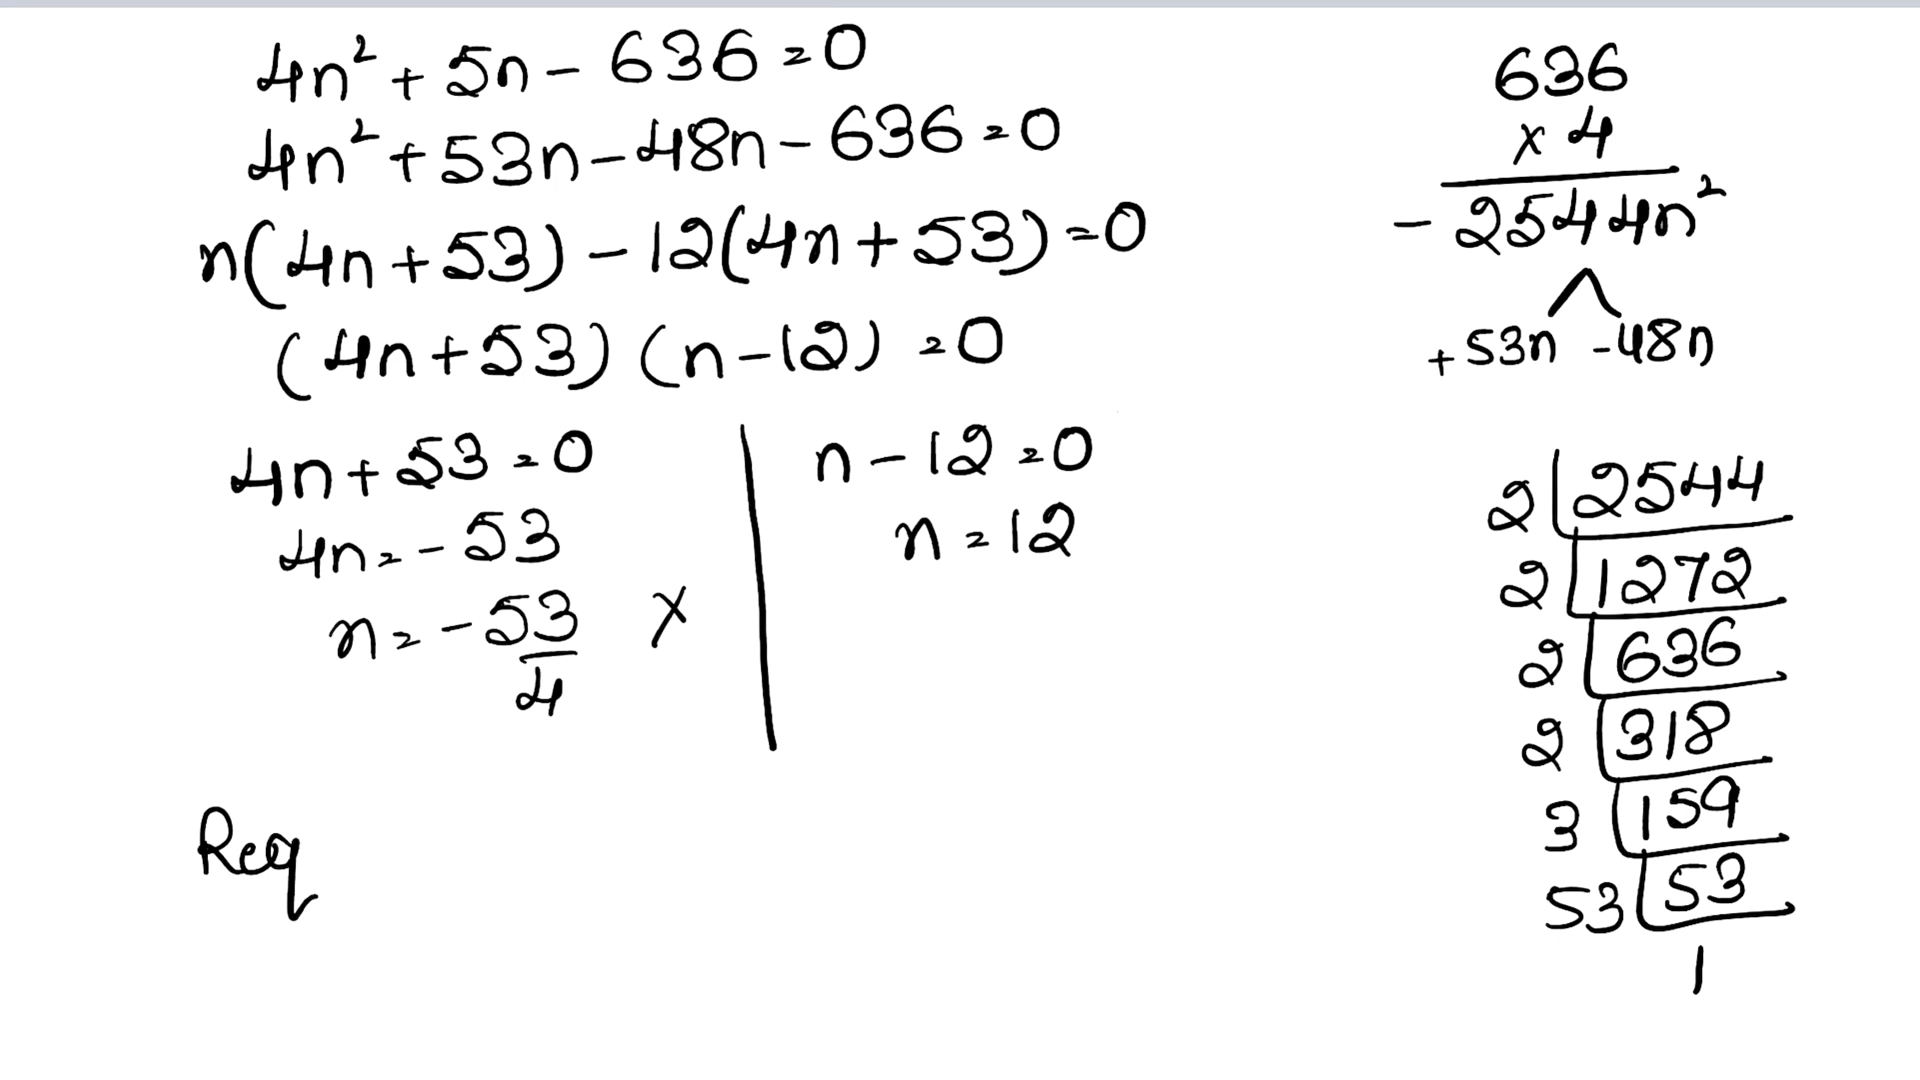 4n² + 5n - 636 = 0
4n² + 53n - 48n - 636 = 0
n(4n + 53) - 12(4n + 53) = 0
(4n + 53) (n - 12) = 0
4n + 53 = 0
4n = - 53
n = - 53/4 ×
n - 12 = 0
n = 12
Req
636
× 4
- 2544n²
+ 53n - 48n
2 | 2544
2 | 1272
2 | 636
2 | 318
3 | 159
53 | 53
1